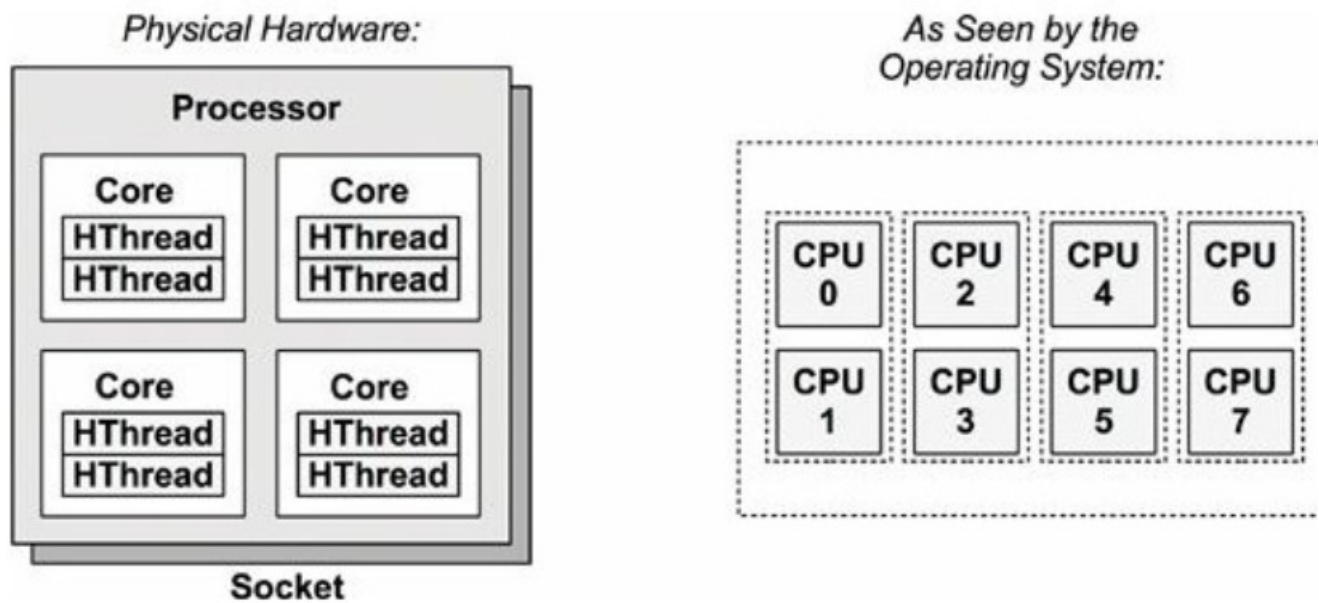 Physical Hardware:
Processor
Core
HThread
HThread
Core
HThread
HThread
Core
HThread
HThread
Core
HThread
HThread
Socket
As Seen by the
Operating System:
CPU
0
CPU
2
CPU
4
CPU
6
CPU
1
CPU
3
CPU
5
CPU
7